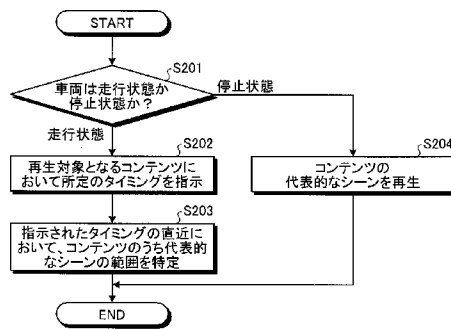 START
S201
車両は走行状態か
停止状態か？
停止状態
走行状態
S202
再生対象となるコンテンツに
おいて所定のタイミングを指示
S204
コンテンツの
代表的なシーンを再生
S203
指示されたタイミングの直近に
おいて、コンテンツのうち代表的
なシーンの範囲を特定
END